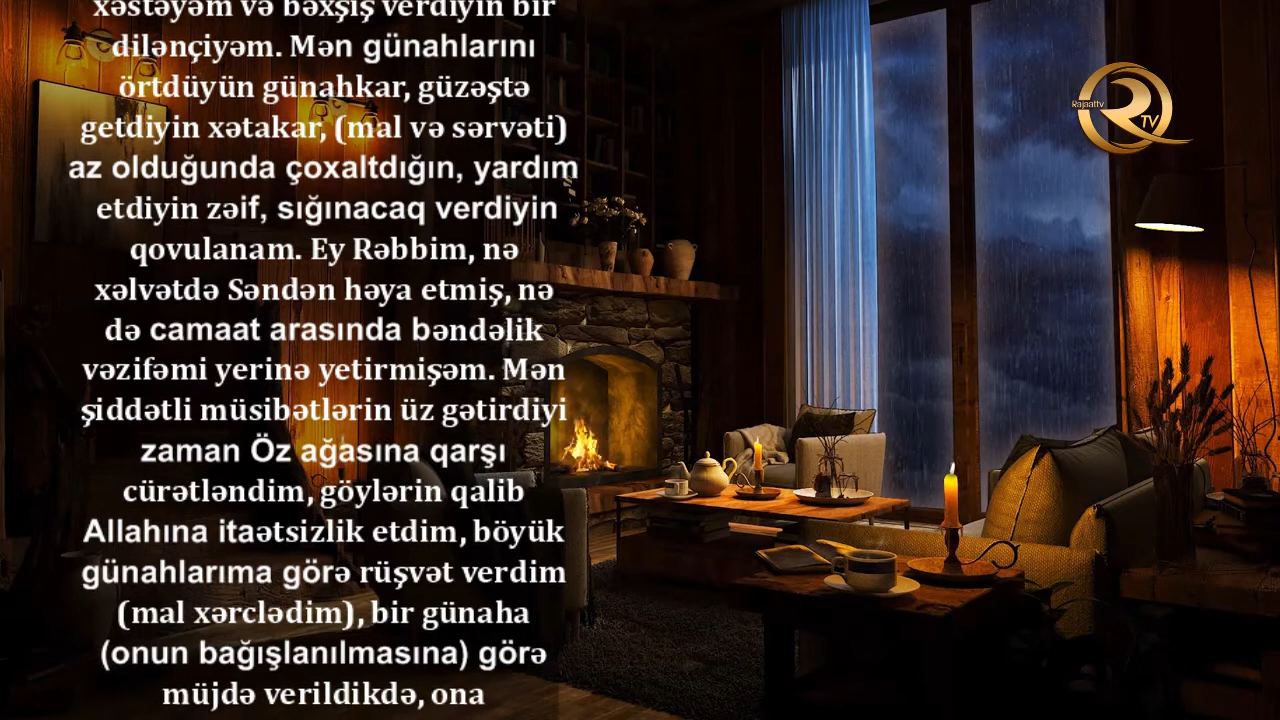 xəstəyəm və bəxşiş verdiyin bir
dilənçiyəm. Mən günahlarını
örtdüyün günahkar, güzəştə
getdiyin xətakar, (mal və sərvəti)
az olduğunda çoxaltdığın, yardım
etdiyin zəif, sığınacaq verdiyin
qovulanam. Ey Rəbbim, nə
xəlvətdə Səndən həya etmiş, nə
də camaat arasında bəndəlik
vəzifəmi yerinə yetirmişəm. Mən
şiddətli müsibətlərin üz gətirdiyi
zaman Öz ağasına qarşı
cürətləndim, göylərin qalib
Allahına itaətsizlik etdim, böyük
günahlarıma görə rüşvət verdim
(mal xərclədim), bir günaha
(onun bağışlanılmasına) görə
müjdə verildikdə, ona
Rajaattv
R
TV